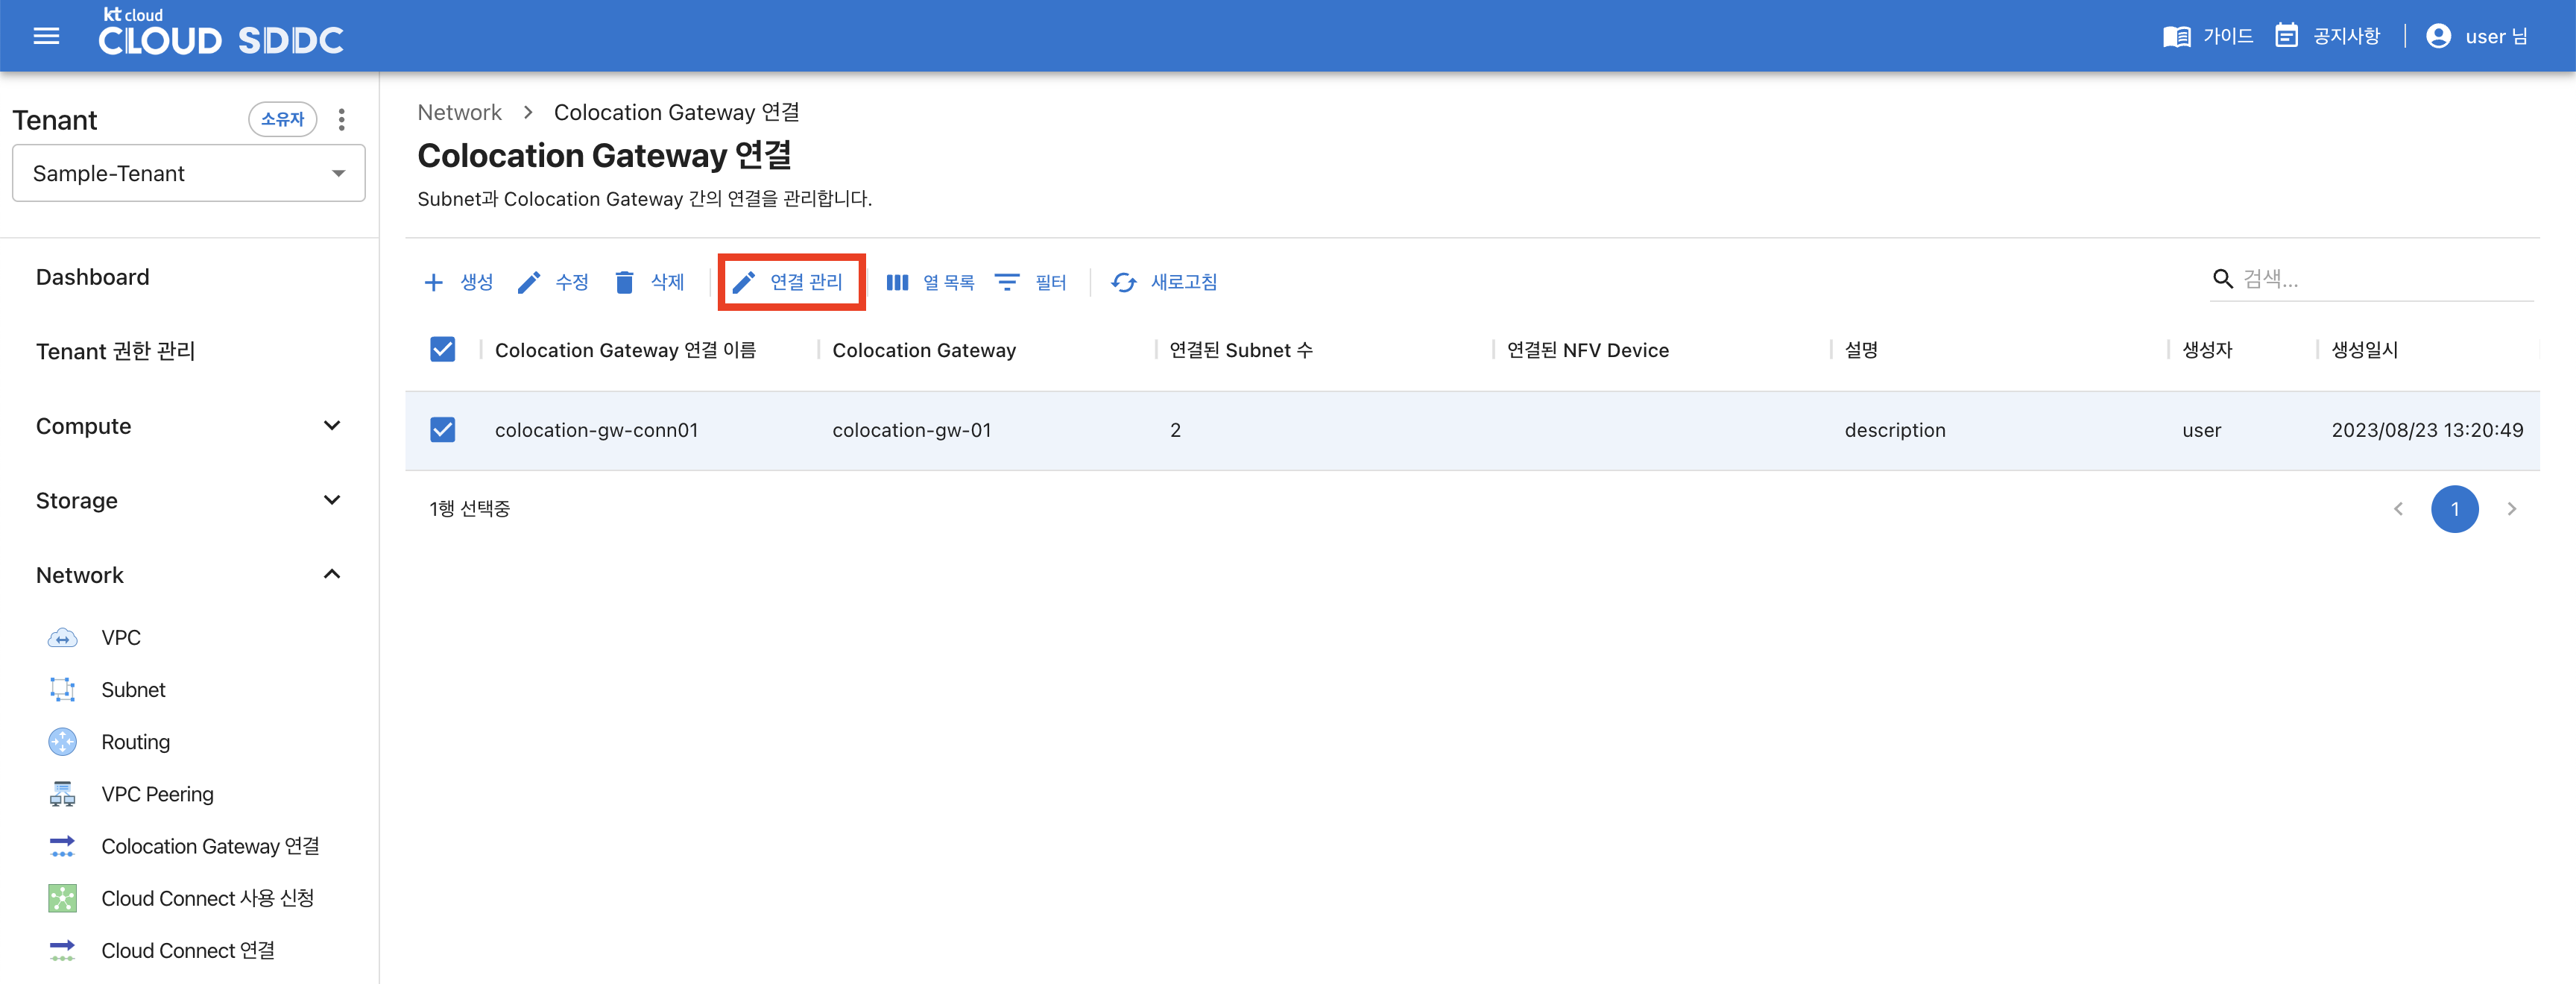 kt cloud
CLOUD SDDC
가이드
공지사항
user 님
Tenant
소유자
Sample-Tenant
Dashboard
Tenant 권한 관리
Compute
Storage
Network
VPC
Subnet
Routing
VPC Peering
Colocation Gateway 연결
Cloud Connect 사용 신청
Cloud Connect 연결
Network > Colocation Gateway 연결
Colocation Gateway 연결
Subnet과 Colocation Gateway 간의 연결을 관리합니다.
생성 수정 삭제 연결 관리 열 목록 필터 새로고침 검색...
Colocation Gateway 연결 이름 Colocation Gateway 연결된 Subnet 수 연결된 NFV Device 설명 생성자 생성일시
colocation-gw-conn01 colocation-gw-01 2 description user 2023/08/23 13:20:49
1행 선택중 1